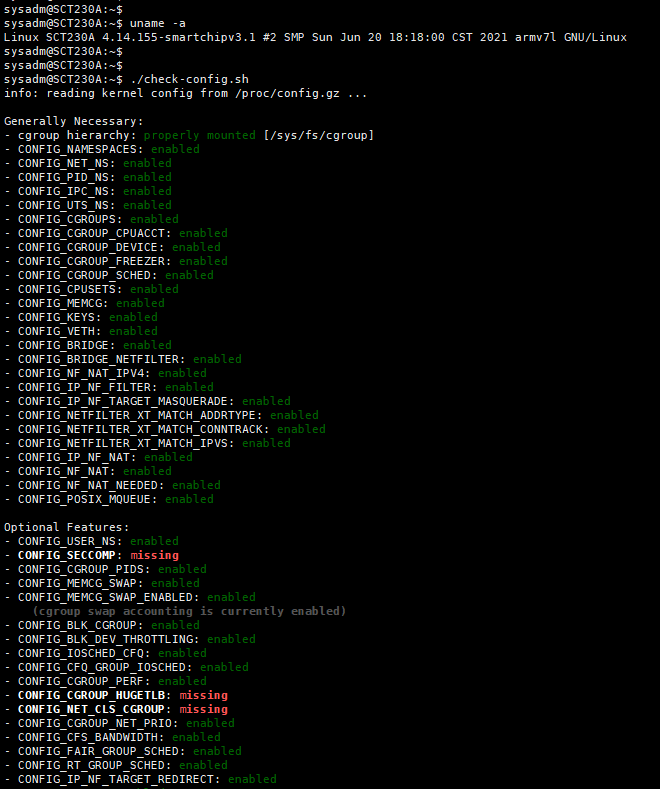 sysadm@SCT230A:~$
sysadm@SCT230A:~$ uname -a
Linux SCT230A 4.14.155-smartchipv3.1 #2 SMP Sun Jun 20 18:18:00 CST 2021 armv7l GNU/Linux
sysadm@SCT230A:~$
sysadm@SCT230A:~$
sysadm@SCT230A:~$ ./check-config.sh
info: reading kernel config from /proc/config.gz ...
Generally Necessary:
- cgroup hierarchy: properly mounted [/sys/fs/cgroup]
- CONFIG_NAMESPACES: enabled
- CONFIG_NET_NS: enabled
- CONFIG_PID_NS: enabled
- CONFIG_IPC_NS: enabled
- CONFIG_UTS_NS: enabled
- CONFIG_CGROUPS: enabled
- CONFIG_CGROUP_CPUACCT: enabled
- CONFIG_CGROUP_DEVICE: enabled
- CONFIG_CGROUP_FREEZER: enabled
- CONFIG_CGROUP_SCHED: enabled
- CONFIG_CPUSETS: enabled
- CONFIG_MEMCG: enabled
- CONFIG_KEYS: enabled
- CONFIG_VETH: enabled
- CONFIG_BRIDGE: enabled
- CONFIG_BRIDGE_NETFILTER: enabled
- CONFIG_NF_NAT_IPV4: enabled
- CONFIG_IP_NF_FILTER: enabled
- CONFIG_IP_NF_TARGET_MASQUERADE: enabled
- CONFIG_NETFILTER_XT_MATCH_ADDRTYPE: enabled
- CONFIG_NETFILTER_XT_MATCH_CONNTRACK: enabled
- CONFIG_NETFILTER_XT_MATCH_IPVS: enabled
- CONFIG_IP_NF_NAT: enabled
- CONFIG_NF_NAT: enabled
- CONFIG_NF_NAT_NEEDED: enabled
- CONFIG_POSIX_MQUEUE: enabled
Optional Features:
- CONFIG_USER_NS: enabled
- CONFIG_SECCOMP: missing
- CONFIG_CGROUP_PIDS: enabled
- CONFIG_MEMCG_SWAP: enabled
- CONFIG_MEMCG_SWAP_ENABLED: enabled
(cgroup swap accounting is currently enabled)
- CONFIG_BLK_CGROUP: enabled
- CONFIG_BLK_DEV_THROTTLING: enabled
- CONFIG_IOSCHED_CFQ: enabled
- CONFIG_CFQ_GROUP_IOSCHED: enabled
- CONFIG_CGROUP_PERF: enabled
- CONFIG_CGROUP_HUGETLB: missing
- CONFIG_NET_CLS_CGROUP: missing
- CONFIG_CGROUP_NET_PRIO: enabled
- CONFIG_CFS_BANDWIDTH: enabled
- CONFIG_FAIR_GROUP_SCHED: enabled
- CONFIG_RT_GROUP_SCHED: enabled
- CONFIG_IP_NF_TARGET_REDIRECT: enabled